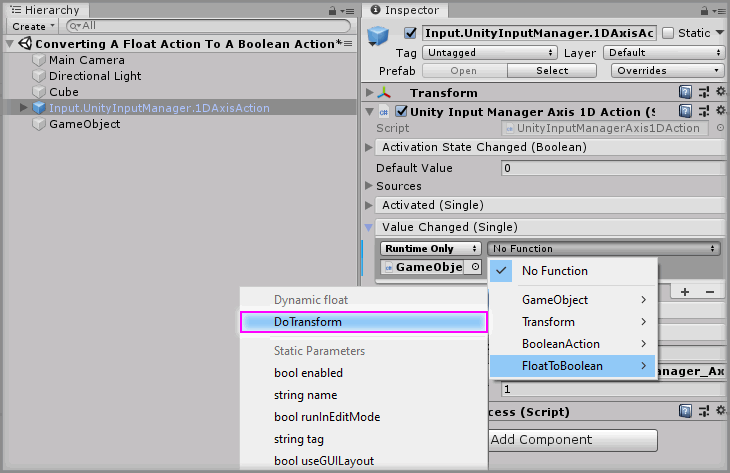 Hierarchy
Create
All
Converting A Float Action To A Boolean Action*
Main Camera
Directional Light
Cube
Input.UnityInputManager.1DAxisAction
GameObject
Inspector
Input.UnityInputManager.1DAxisAc
Static
Tag
Untagged
Layer
Default
Prefab
Open
Select
Overrides
Transform
Unity Input Manager Axis 1D Action (S
Script
UnityInputManagerAxis1DAction
Activation State Changed (Boolean)
Default Value
0
Sources
Activated (Single)
Value Changed (Single)
Runtime Only
No Function
GameObje
No Function
GameObject
Transform
BooleanAction
FloatToBoolean
Dynamic float
DoTransform
Static Parameters
bool enabled
string name
bool runInEditMode
string tag
bool useGUILayout
anager_Ax
1
cess (Script)
Add Component